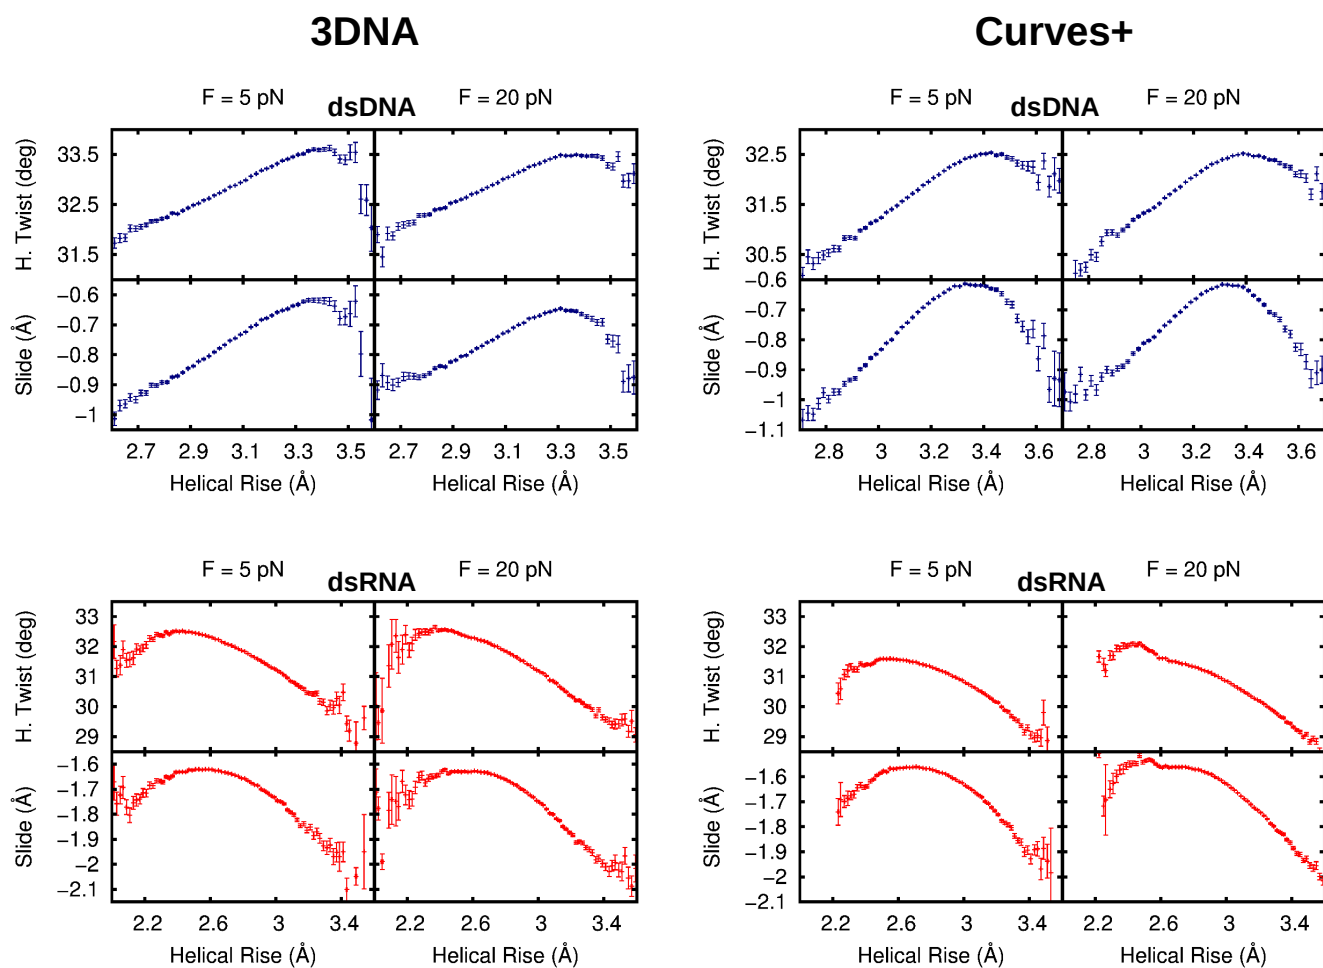 3DNA
Curves+
F = 5 pN dsDNA F = 20 pN
F = 5 pN dsDNA F = 20 pN
H. Twist (deg)
33.5
32.5
31.5
Slide (Å)
−0.6
−0.7
−0.8
−0.9
−1
2.7 2.9 3.1 3.3 3.5 2.7 2.9 3.1 3.3 3.5
Helical Rise (Å) Helical Rise (Å)
H. Twist (deg)
32.5
31.5
30.5
−0.6
Slide (Å)
−0.7
−0.8
−0.9
−1
−1.1
2.8 3 3.2 3.4 3.6 2.8 3 3.2 3.4 3.6
Helical Rise (Å) Helical Rise (Å)
F = 5 pN dsRNA F = 20 pN
F = 5 pN dsRNA F = 20 pN
H. Twist (deg)
33
32
31
30
29
Slide (Å)
−1.6
−1.7
−1.8
−1.9
−2
−2.1
2.2 2.6 3 3.4 2.2 2.6 3 3.4
Helical Rise (Å) Helical Rise (Å)
H. Twist (deg)
33
32
31
30
29
Slide (Å)
−1.6
−1.7
−1.8
−1.9
−2
−2.1
2.2 2.6 3 3.4 2.2 2.6 3 3.4
Helical Rise (Å) Helical Rise (Å)